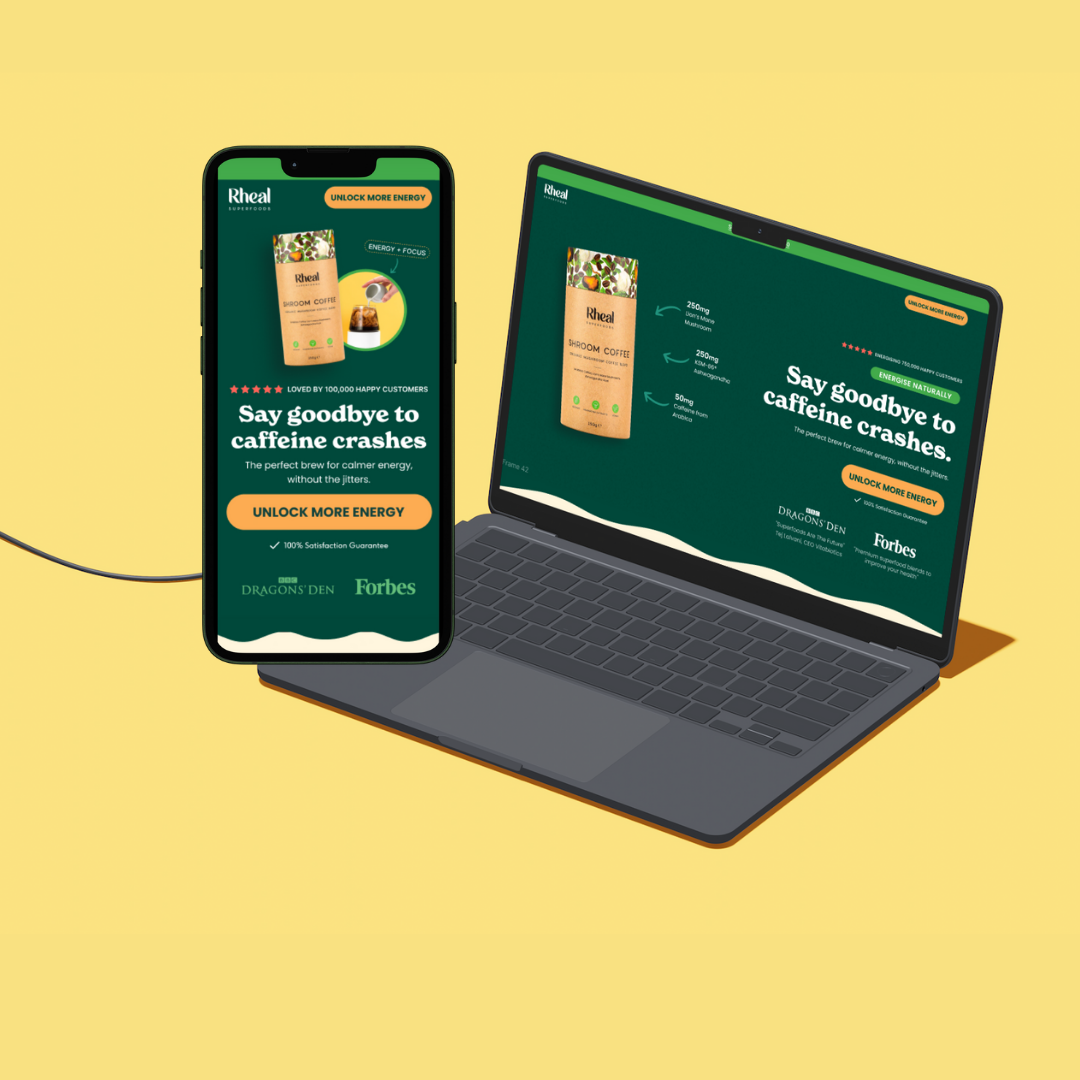 Rheal
SUPERFOODS
UNLOCK MORE ENERGY
ENERGY + FOCUS
Rheal
SUPERFOODS
SHROOM COFFEE
LOVED BY 100,000 HAPPY CUSTOMERS
Say goodbye to
caffeine crashes
The perfect brew for calmer energy,
without the jitters.
UNLOCK MORE ENERGY
100% Satisfaction Guarantee
BBC
DRAGONS' DEN
Forbes
Rheal
SUPERFOODS
UNLOCK MORE ENERGY
Rheal
SUPERFOODS
SHROOM COFFEE
250mg
Lion's Mane
Mushroom
250mg
KSM-66®
Ashwagandha
50mg
Caffeine from
Arabica
ENERGISING 750,000 HAPPY CUSTOMERS
ENERGISE NATURALLY
Say goodbye to
caffeine crashes.
The perfect brew for calmer energy, without the jitters.
UNLOCK MORE ENERGY
100% Satisfaction Guarantee
BBC
DRAGONS' DEN
"Superfoods Are The Future"
Tej Lalvani, CEO Vitabiotics
Forbes
"Premium superfood blends to
improve your health"
frame 42